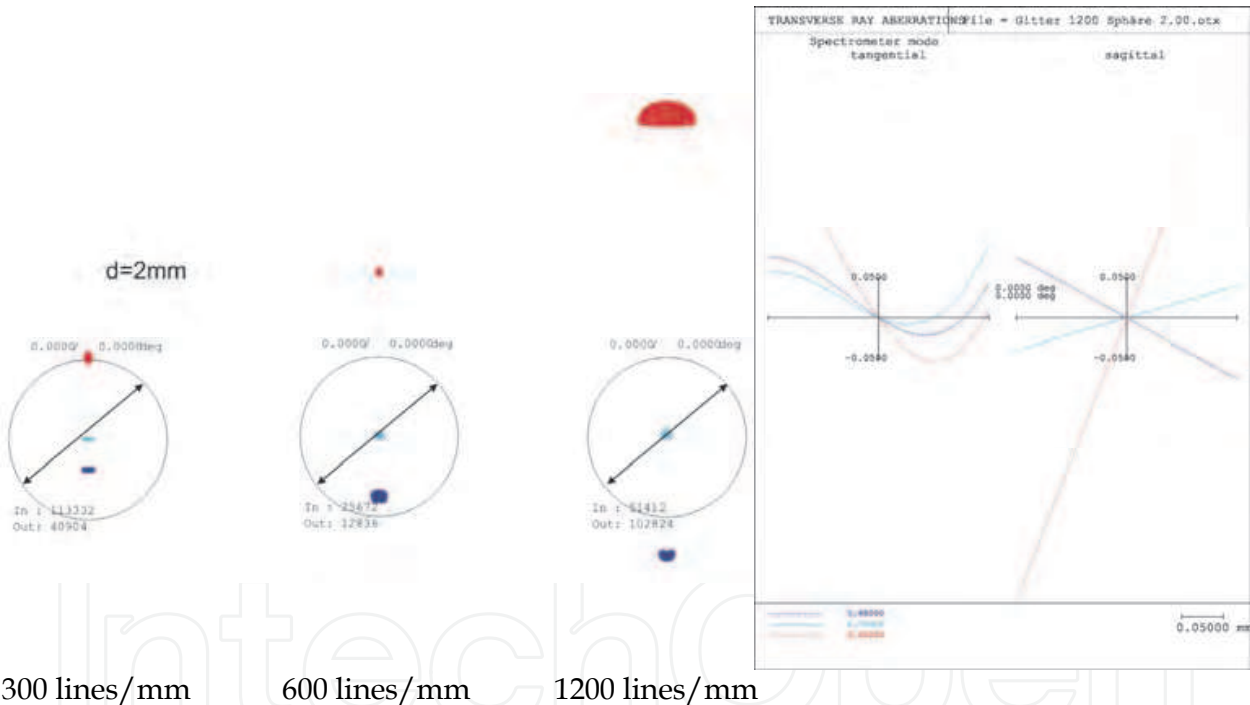 d=2mm
0.0000/ 0.0000deg
In : 113332
Out: 40904
300 lines/mm
0.0000/ 0.0000deg
In : 25672
Out: 12836
600 lines/mm
0.0000/ 0.0000deg
In : 51412
Out: 102824
1200 lines/mm
TRANSVERSE RAY ABERRATIONS
File = Gitter 1200 Sphäre 2.00.otx
Spectrometer mode
tangential
sagittal
0.0500
-0.0500
0.0000 deg
0.0000 deg
0.0500
-0.0500
0.05000 mm
IntechOpen